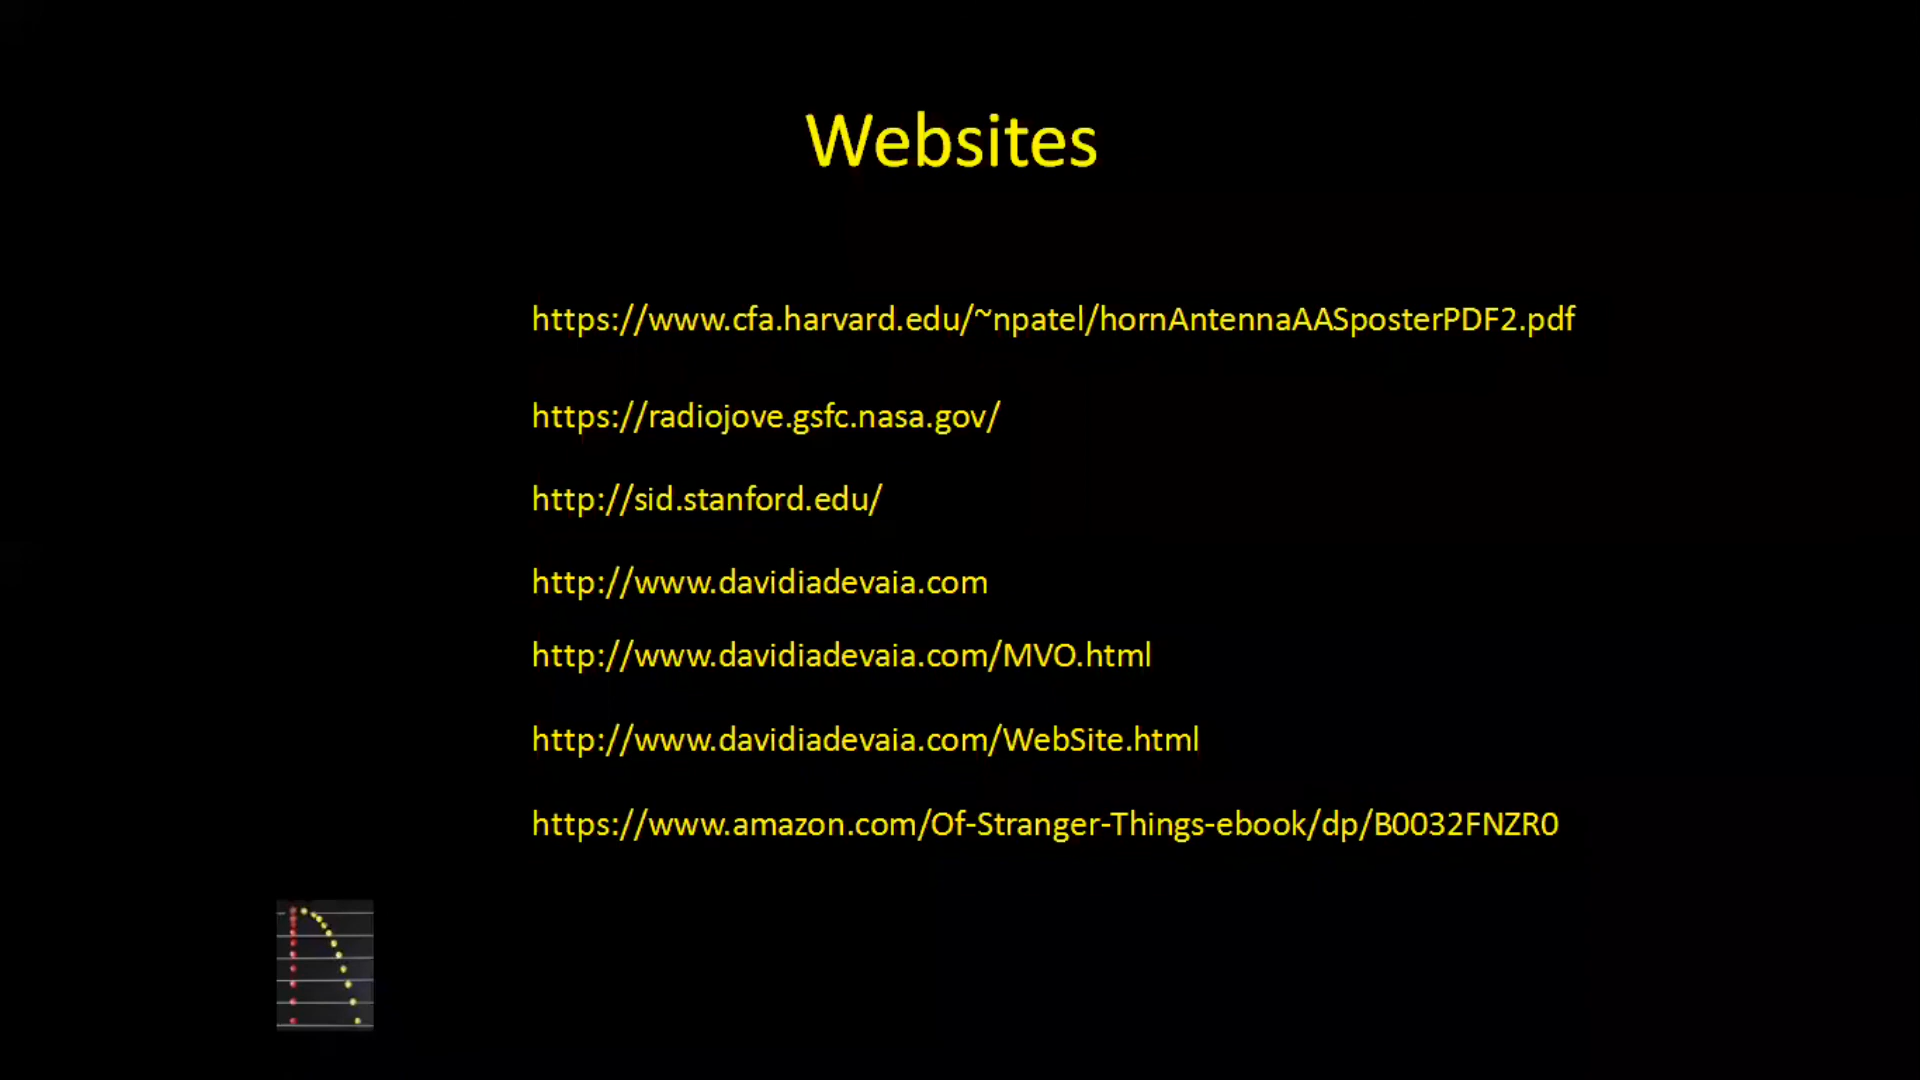 Websites
https://www.cfa.harvard.edu/~npatel/hornAntennaAASposterPDF2.pdf
https://radiojove.gsfc.nasa.gov/
http://sid.stanford.edu/
http://www.davidiadevaia.com
http://www.davidiadevaia.com/MVO.html
http://www.davidiadevaia.com/WebSite.html
https://www.amazon.com/Of-Stranger-Things-ebook/dp/B0032FNZR0